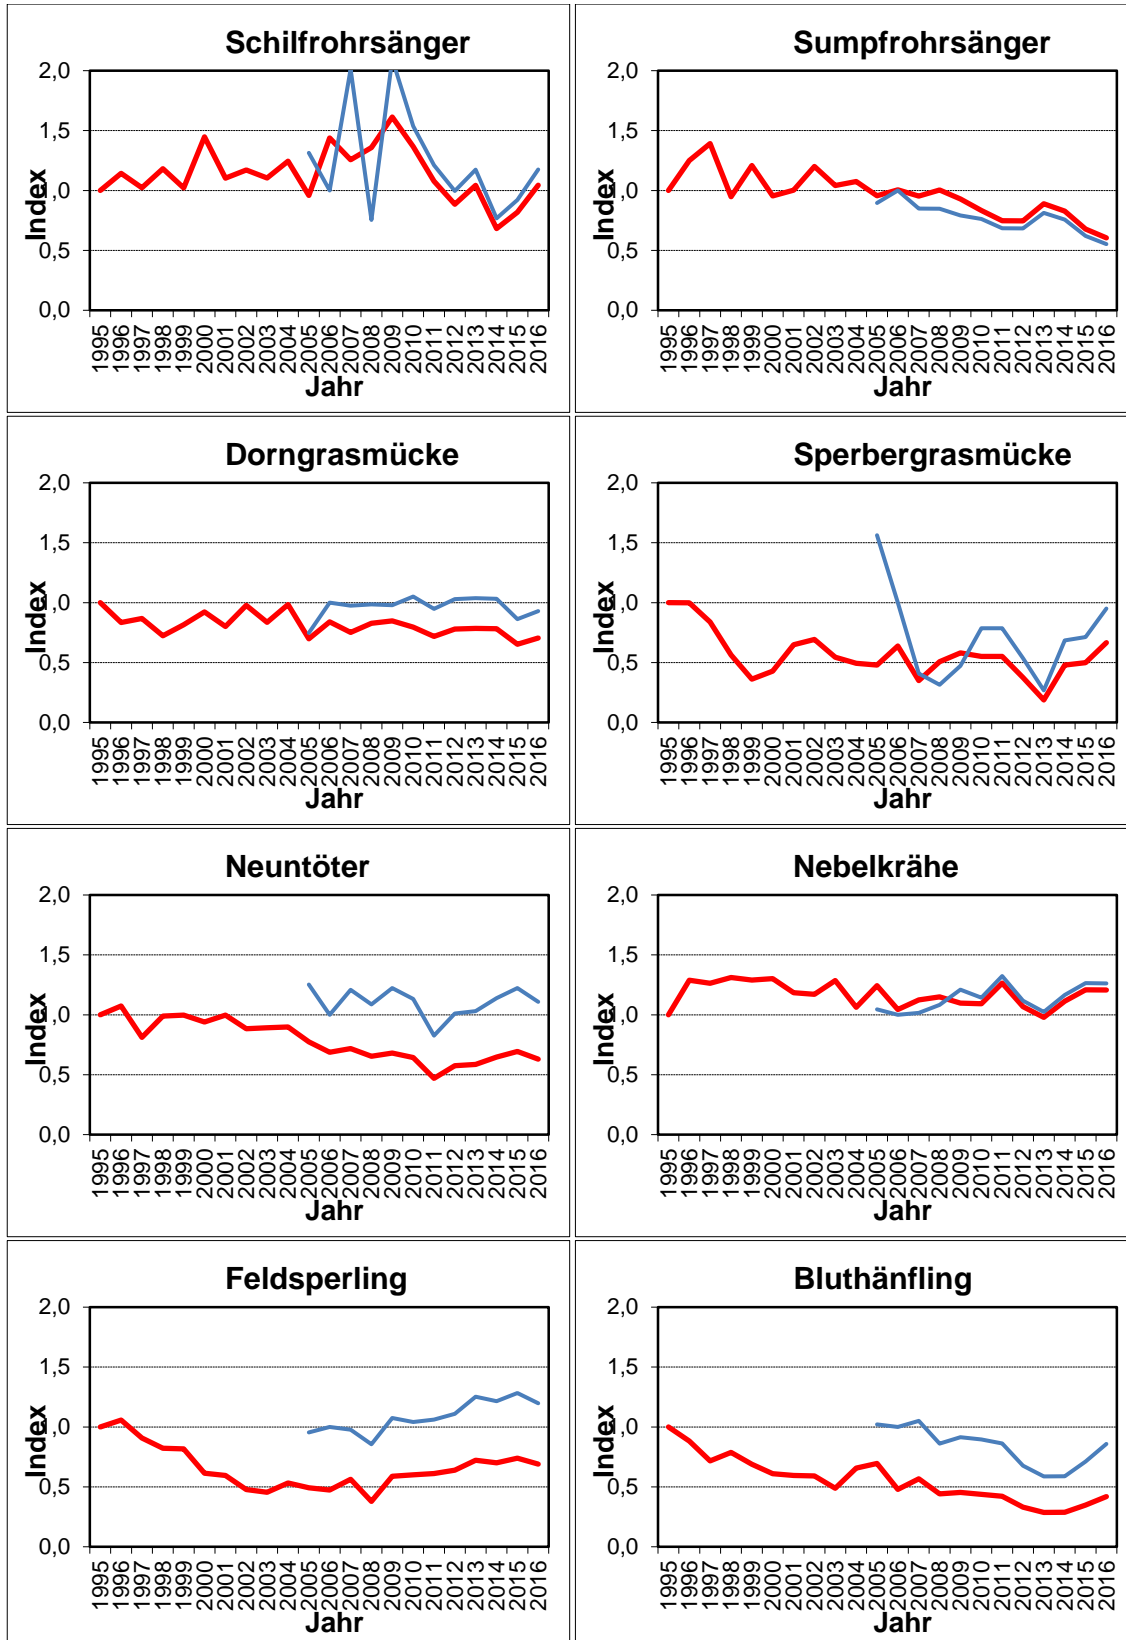 Schilfrohrsänger
2,0
1,5
1,0
0,5
0,0
Index
1995 1996 1997 1998 1999 2000 2001 2002 2003 2004 2005 2006 2007 2008 2009 2010 2011 2012 2013 2014 2015 2016
Jahr
Sumpfrohrsänger
2,0
1,5
1,0
0,5
0,0
Index
1995 1996 1997 1998 1999 2000 2001 2002 2003 2004 2005 2006 2007 2008 2009 2010 2011 2012 2013 2014 2015 2016
Jahr
Dorngrasmücke
2,0
1,5
1,0
0,5
0,0
Index
1995 1996 1997 1998 1999 2000 2001 2002 2003 2004 2005 2006 2007 2008 2009 2010 2011 2012 2013 2014 2015 2016
Jahr
Sperbergrasmücke
2,0
1,5
1,0
0,5
0,0
Index
1995 1996 1997 1998 1999 2000 2001 2002 2003 2004 2005 2006 2007 2008 2009 2010 2011 2012 2013 2014 2015 2016
Jahr
Neuntöter
2,0
1,5
1,0
0,5
0,0
Index
1995 1996 1997 1998 1999 2000 2001 2002 2003 2004 2005 2006 2007 2008 2009 2010 2011 2012 2013 2014 2015 2016
Jahr
Nebelkrähe
2,0
1,5
1,0
0,5
0,0
Index
1995 1996 1997 1998 1999 2000 2001 2002 2003 2004 2005 2006 2007 2008 2009 2010 2011 2012 2013 2014 2015 2016
Jahr
Feldsperling
2,0
1,5
1,0
0,5
0,0
Index
1995 1996 1997 1998 1999 2000 2001 2002 2003 2004 2005 2006 2007 2008 2009 2010 2011 2012 2013 2014 2015 2016
Jahr
Bluthänfling
2,0
1,5
1,0
0,5
0,0
Index
1995 1996 1997 1998 1999 2000 2001 2002 2003 2004 2005 2006 2007 2008 2009 2010 2011 2012 2013 2014 2015 2016
Jahr